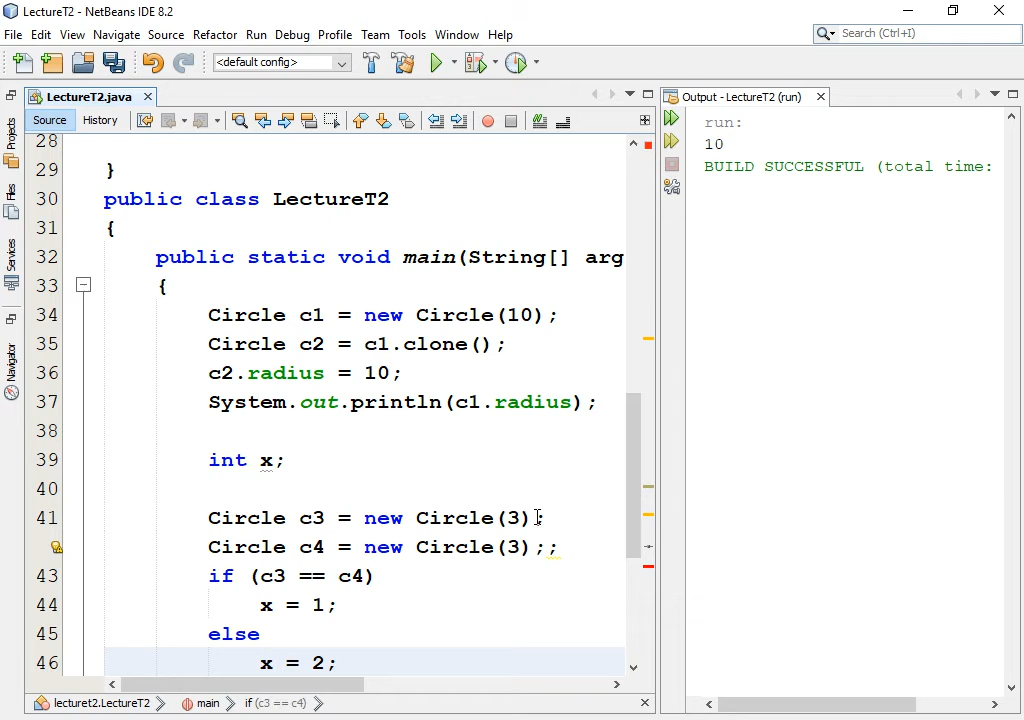 LectureT2 - NetBeans IDE 8.2
File Edit View Navigate Source Refactor Run Debug Profile Team Tools Window Help
Search (Ctrl+I)
<default config>
LectureT2.java
Output - LectureT2 (run)
Source History
Projects
Files
Services
Navigator
28
29 }
30 public class LectureT2
31 {
32 public static void main(String[] arg
33 {
34 Circle c1 = new Circle(10);
35 Circle c2 = c1.clone();
36 c2.radius = 10;
37 System.out.println(c1.radius);
38
39 int x;
40
41 Circle c3 = new Circle(3);
Circle c4 = new Circle(3);;
43 if (c3 == c4)
44 x = 1;
45 else
46 x = 2;
run:
10
BUILD SUCCESSFUL (total time:
lecturet2.LectureT2 main if (c3 == c4)